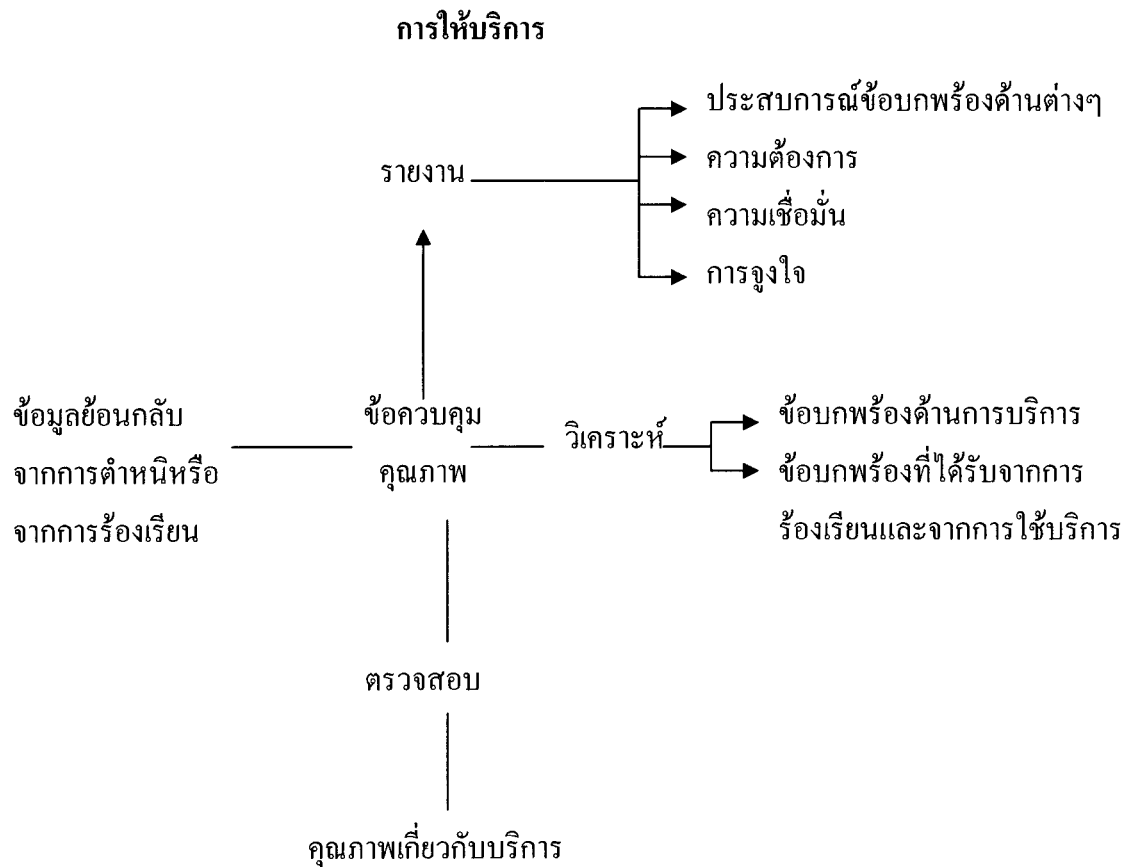 การให้บริการ
ประสบการณ์ข้อบกพร้องด้านต่างๆ
ความต้องการ
รายงาน
ความเชื่อมั่น
การจูงใจ
ข้อมูลย้อนกลับ
จากการตำหนิหรือ
จากการร้องเรียน
ข้อควบคุม
คุณภาพ
วิเคราะห์
ข้อบกพร้องด้านการบริการ
ข้อบกพร้องที่ได้รับจากการ
ร้องเรียนและจากการใช้บริการ
ตรวจสอบ
คุณภาพเกี่ยวกับบริการ